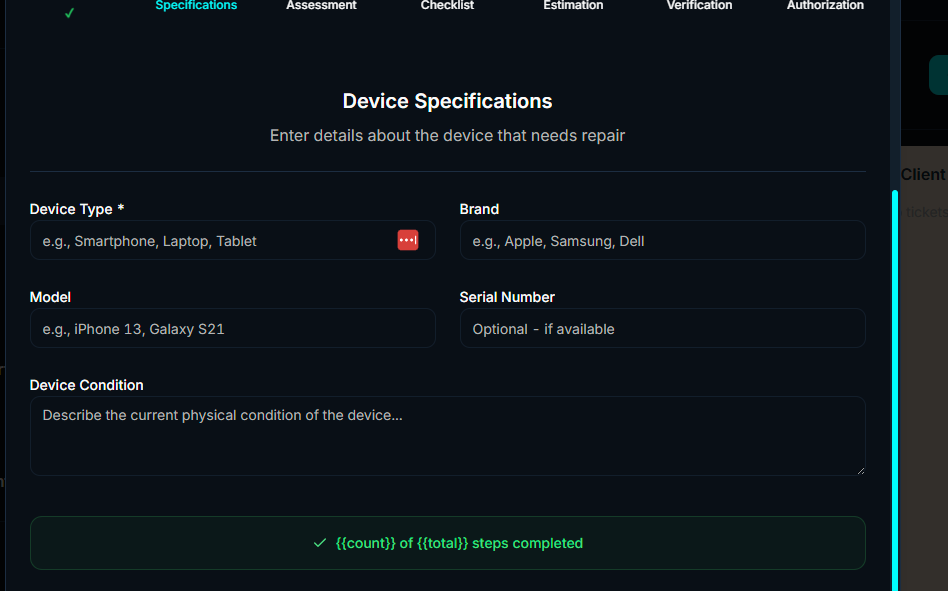 Specifications Assessment Checklist Estimation Verification Authorization
Device Specifications
Enter details about the device that needs repair
Client
tickets
Device Type * Brand
e.g., Smartphone, Laptop, Tablet e.g., Apple, Samsung, Dell
Model Serial Number
e.g., iPhone 13, Galaxy S21 Optional - if available
Device Condition
Describe the current physical condition of the device...
{{count}} of {{total}} steps completed